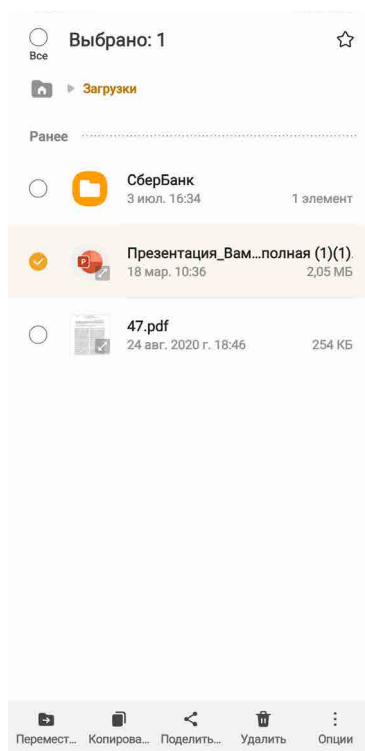 Выбрано: 1
Все
Загрузки
Ранее
СберБанк
3 июл. 16:34 1 элемент
Презентация_Вам...полная (1)(1).
18 мар. 10:36 2,05 МБ
47.pdf
24 авг. 2020 г. 18:46 254 КБ
Перемест... Копирова... Поделить... Удалить Опции